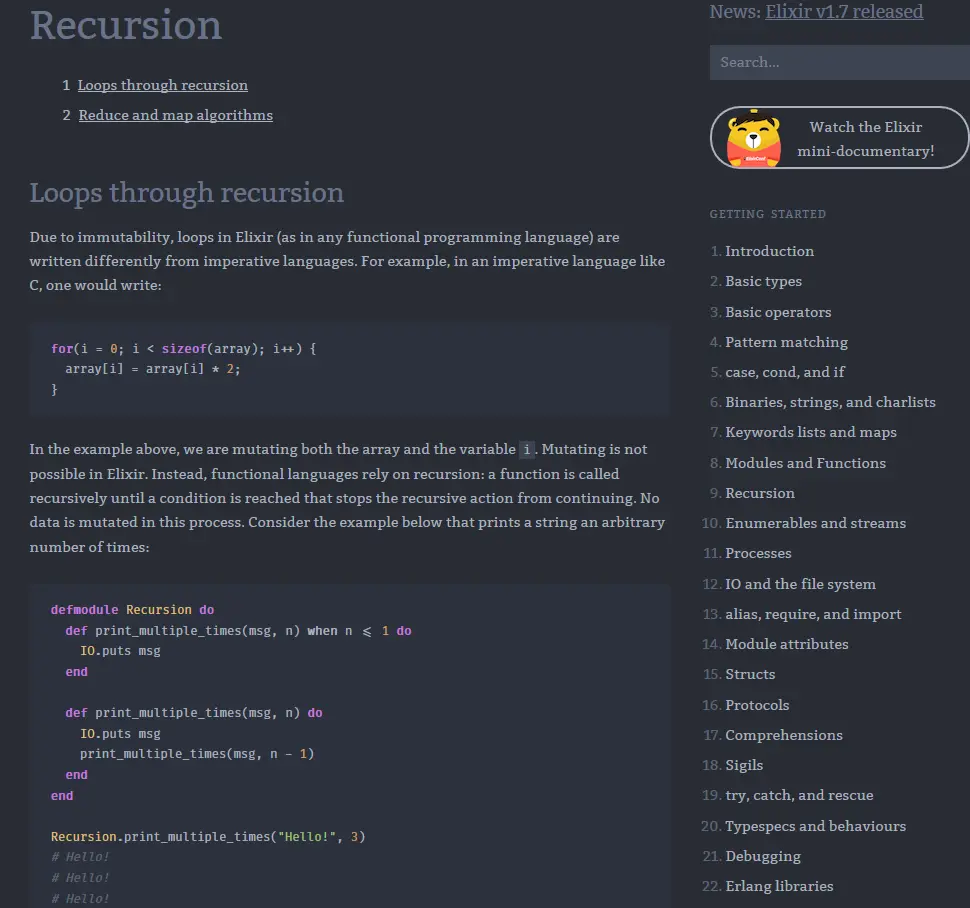 Recursion
1 Loops through recursion
2 Reduce and map algorithms
Loops through recursion
Due to immutability, loops in Elixir (as in any functional programming language) are
written differently from imperative languages. For example, in an imperative language like
C, one would write:
for(i = 0; i < sizeof(array); i++) {
  array[i] = array[i] * 2;
}
In the example above, we are mutating both the array and the variable i. Mutating is not
possible in Elixir. Instead, functional languages rely on recursion: a function is called
recursively until a condition is reached that stops the recursive action from continuing. No
data is mutated in this process. Consider the example below that prints a string an arbitrary
number of times:
defmodule Recursion do
  def print_multiple_times(msg, n) when n ⩽ 1 do
    IO.puts msg
  end
  def print_multiple_times(msg, n) do
    IO.puts msg
    print_multiple_times(msg, n - 1)
  end
end
Recursion.print_multiple_times("Hello!", 3)
# Hello!
# Hello!
# Hello!
News: Elixir v1.7 released
Search...
Watch the Elixir
mini-documentary!
GETTING STARTED
1. Introduction
2. Basic types
3. Basic operators
4. Pattern matching
5. case, cond, and if
6. Binaries, strings, and charlists
7. Keywords lists and maps
8. Modules and Functions
9. Recursion
10. Enumerables and streams
11. Processes
12. IO and the file system
13. alias, require, and import
14. Module attributes
15. Structs
16. Protocols
17. Comprehensions
18. Sigils
19. try, catch, and rescue
20. Typespecs and behaviours
21. Debugging
22. Erlang libraries